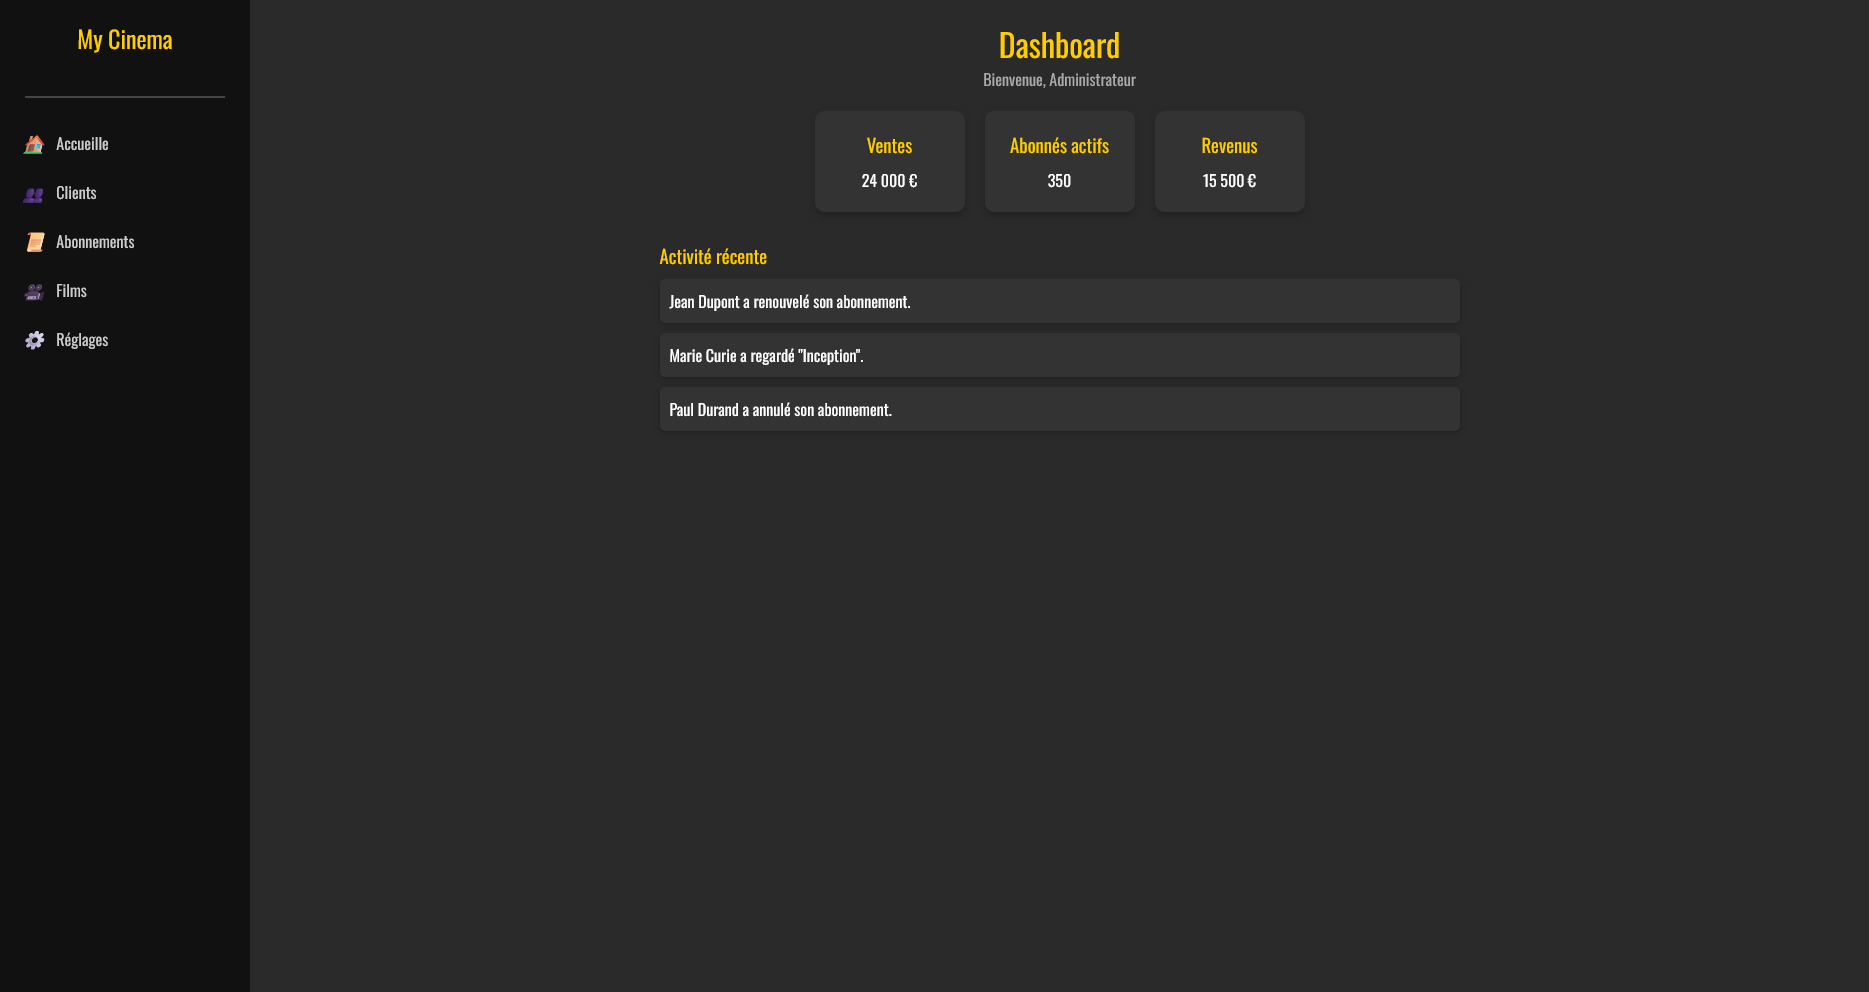 My Cinema
Accueille
Clients
Abonnements
Films
Réglages
Dashboard
Bienvenue, Administrateur
Ventes
24 000 €
Abonnés actifs
350
Revenus
15 500 €
Activité récente
Jean Dupont a renouvelé son abonnement.
Marie Curie a regardé "Inception".
Paul Durand a annulé son abonnement.